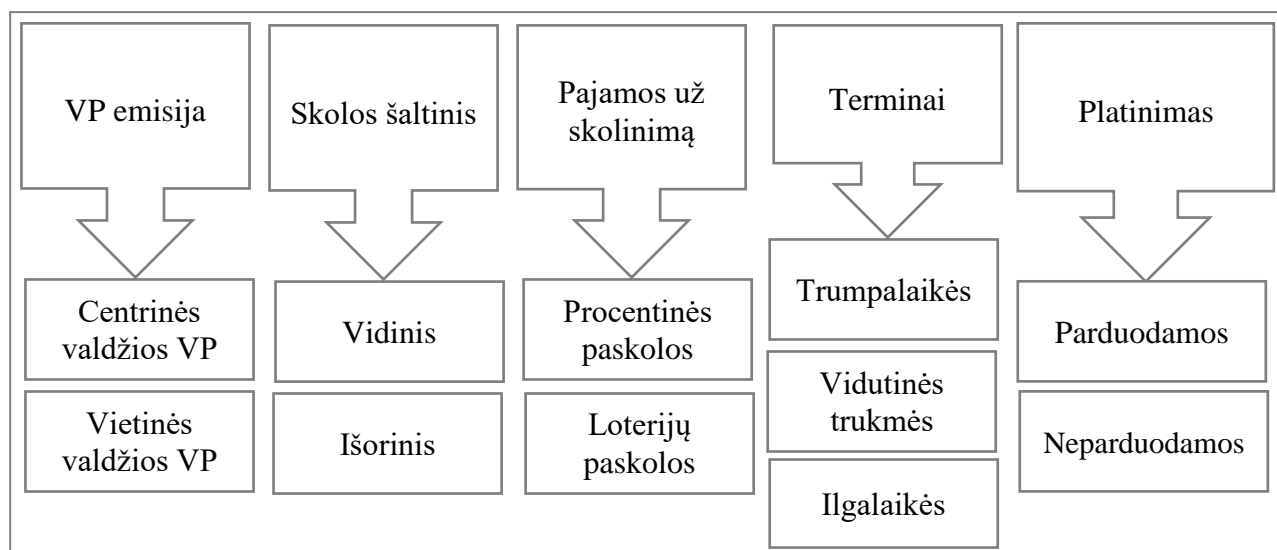 VP emisija
Skolos šaltinis
Pajamos už
skolinimą
Terminai
Platinimas
Centrinės
valdžios VP
Vietinės
valdžios VP
Vidinis
Išorinis
Procentinės
paskolos
Loterijų
paskolos
Trumpalaikės
Vidutinės
trukmės
Ilgalaikės
Parduodamos
Neparduodamos